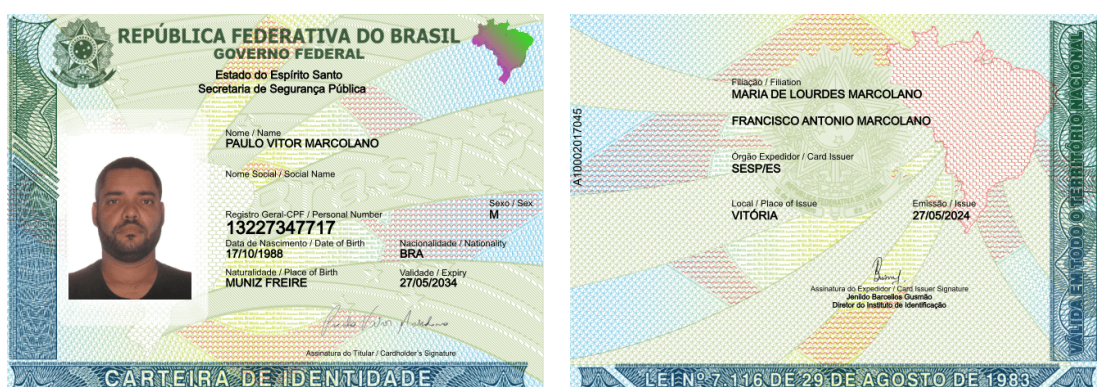 REPÚBLICA FEDERATIVA DO BRASIL
GOVERNO FEDERAL
Estado do Espírito Santo
Secretaria de Segurança Pública
Nome / Name
PAULO VITOR MARCOLANO
Nome Social / Social Name
Registro Geral-CPF / Personal Number
Sexo / Sex
13227347717
M
Data de Nascimento / Date of Birth
Nacionalidade / Nationality
17/10/1988
BRA
Naturalidade / Place of Birth
Validade / Expiry
MUNIZ FREIRE
27/05/2034
Paulo Vitor Marcolano
Assinatura do Titular / Cardholder's Signature
CARTEIRA DE IDENTIDADE
Brasil
A10002017045
Filiação / Filiation
MARIA DE LOURDES MARCOLANO
FRANCISCO ANTONIO MARCOLANO
Órgão Expedidor / Card Issuer
SESP/ES
Local / Place of Issue
Emissão / Issue
VITÓRIA
27/05/2024
Assinatura do Expedidor / Card Issuer Signature
Jenildo Barcellos Gusmão
Diretor do Instituto de Identificação
VÁLIDA EM TODO O TERRITÓRIO NACIONAL
LEI Nº 7.116 DE 29 DE AGOSTO DE 1983